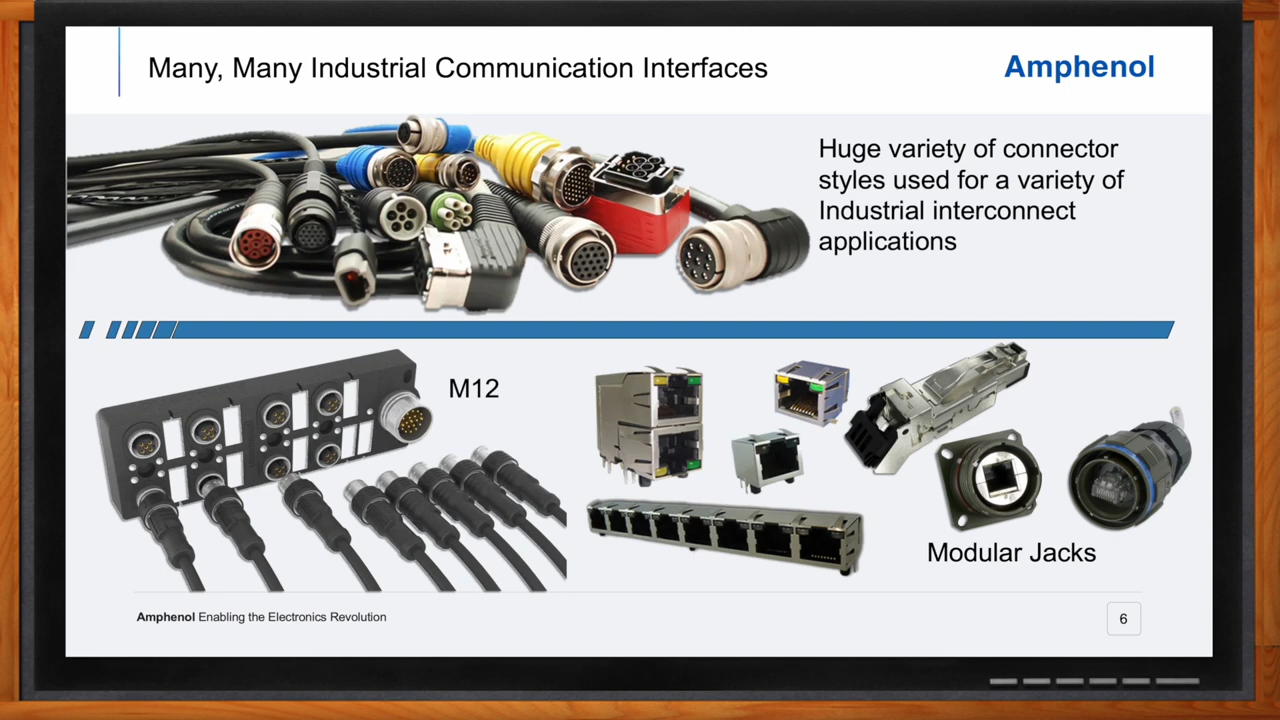 Many, Many Industrial Communication Interfaces
Amphenol
Huge variety of connector
styles used for a variety of
Industrial interconnect
applications
M12
Modular Jacks
Amphenol Enabling the Electronics Revolution
6